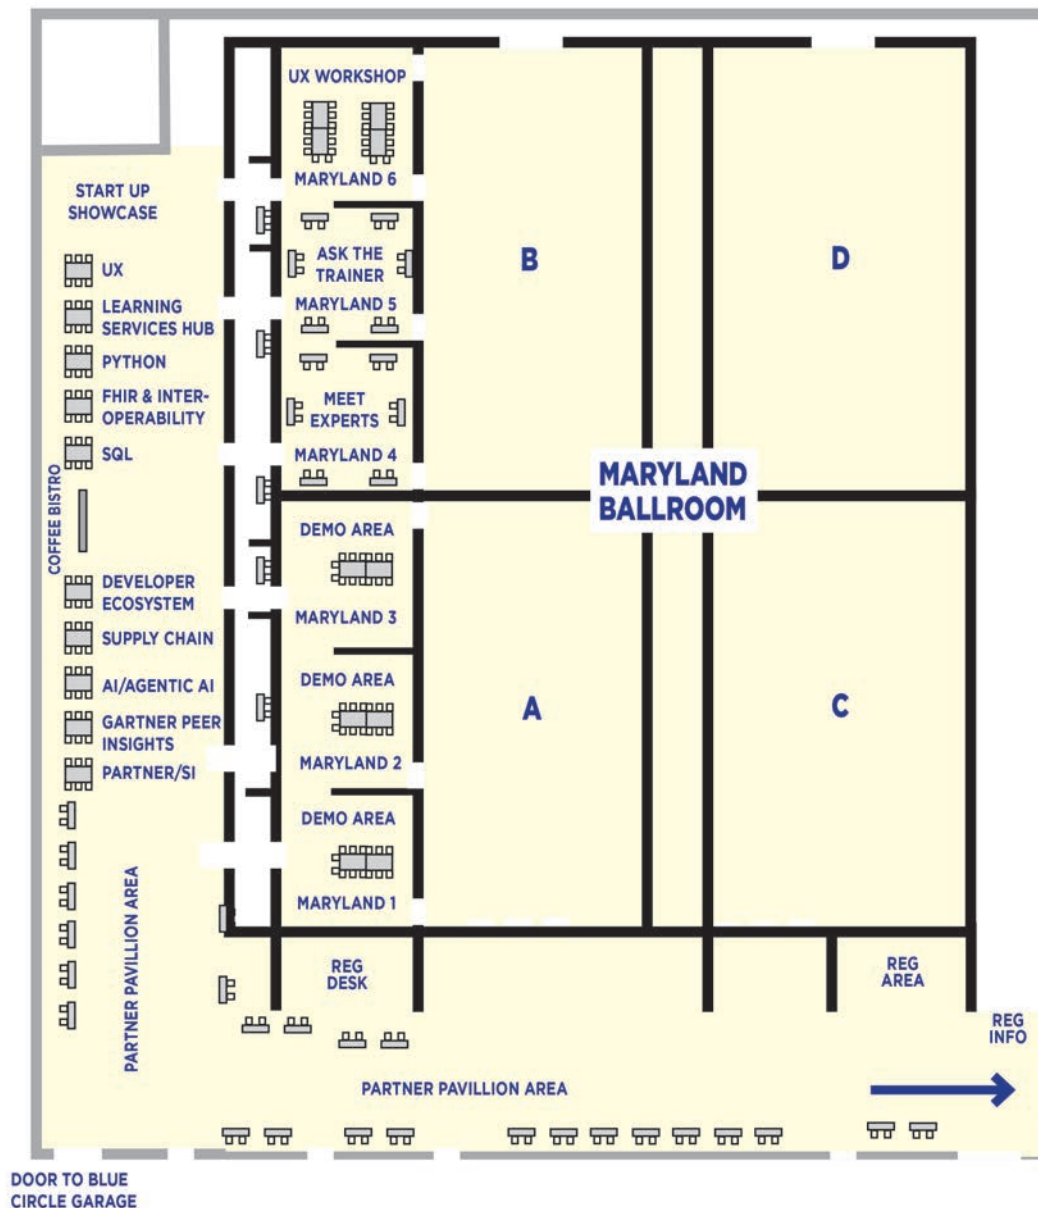 UX WORKSHOP
MARYLAND 6
START UP
SHOWCASE
UX
LEARNING
SERVICES HUB
PYTHON
FHIR & INTER-
OPERABILITY
SQL
COFFEE BISTRO
DEVELOPER
ECOSYSTEM
SUPPLY CHAIN
AI/AGENTIC AI
GARTNER PEER
INSIGHTS
PARTNER/SI
PARTNER PAVILLION AREA
ASK THE
TRAINER
MARYLAND 5
MEET
EXPERTS
MARYLAND 4
DEMO AREA
MARYLAND 3
DEMO AREA
MARYLAND 2
DEMO AREA
MARYLAND 1
B
D
MARYLAND
BALLROOM
A
C
REG
DESK
REG
AREA
REG
INFO
PARTNER PAVILLION AREA
DOOR TO BLUE
CIRCLE GARAGE